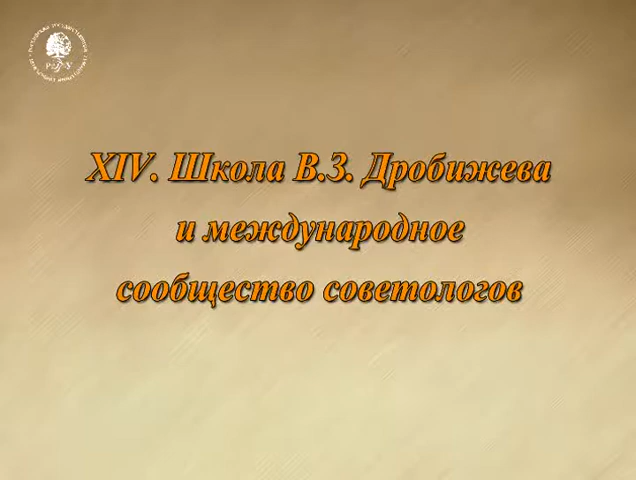 XIV. Школа В.З. Дробижева
и международное
сообщество советологов